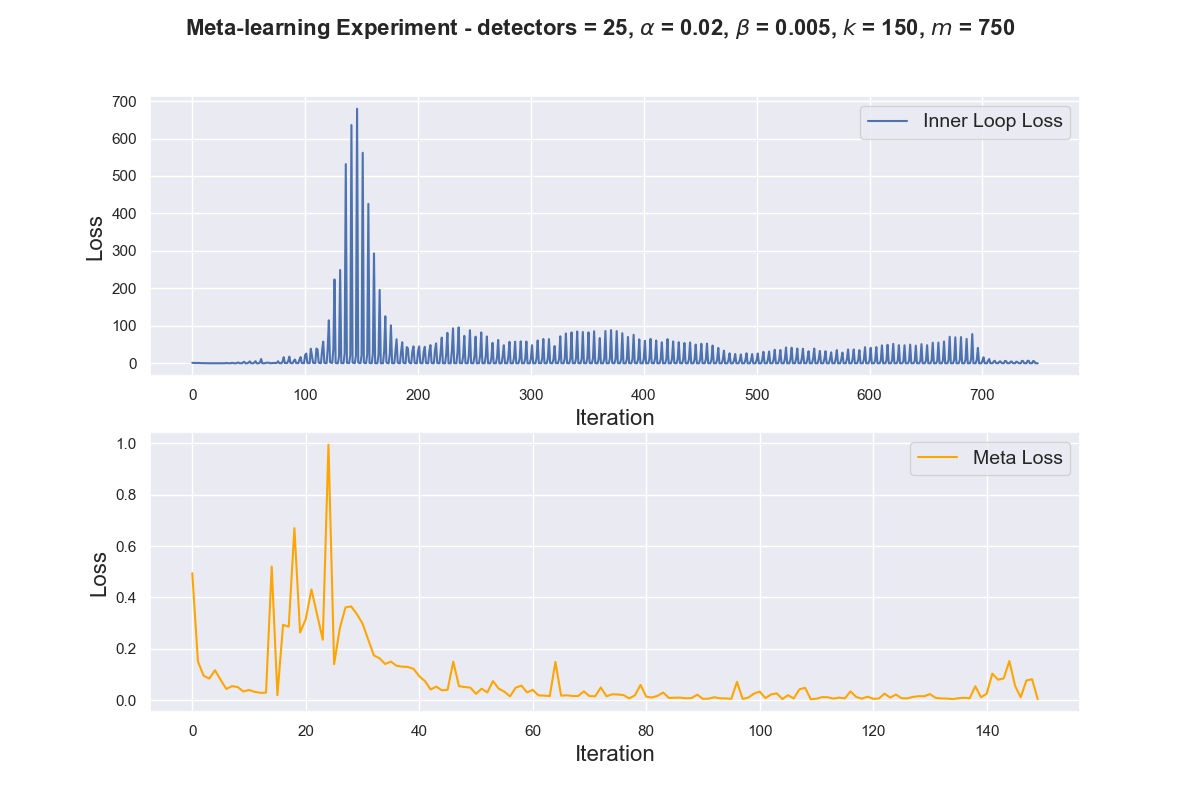 Meta-learning Experiment - detectors = 25, α = 0.02, β = 0.005, k = 150, m = 750
700
600
500
400
300
200
100
0
Loss
Inner Loop Loss
0 100 200 300 400 500 600 700
Iteration
1.0
0.8
0.6
0.4
0.2
0.0
Loss
Meta Loss
0 20 40 60 80 100 120 140
Iteration